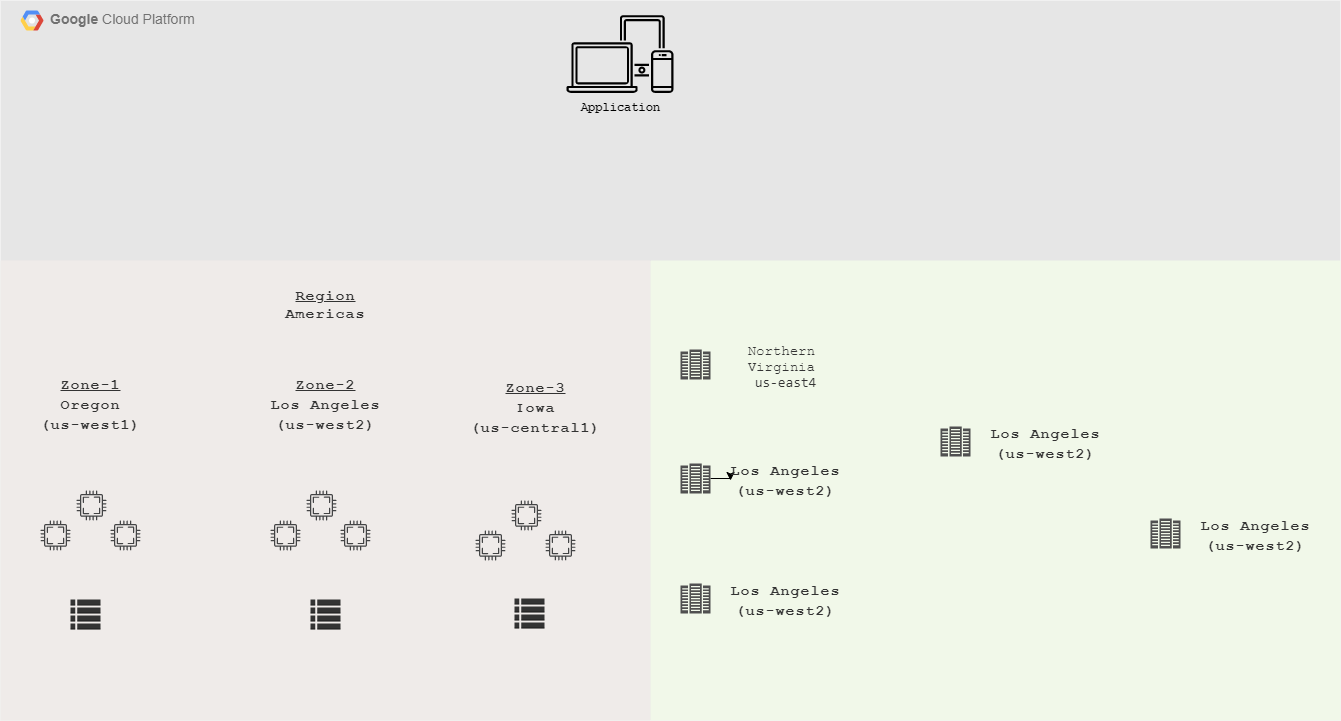 Google Cloud Platform
Application
Region
Americas
Zone-1
Oregon
(us-west1)
Zone-2
Los Angeles
(us-west2)
Zone-3
Iowa
(us-central1)
Northern
Virginia
us-east4
Los Angeles
(us-west2)
Los Angeles
(us-west2)
Los Angeles
(us-west2)
Los Angeles
(us-west2)